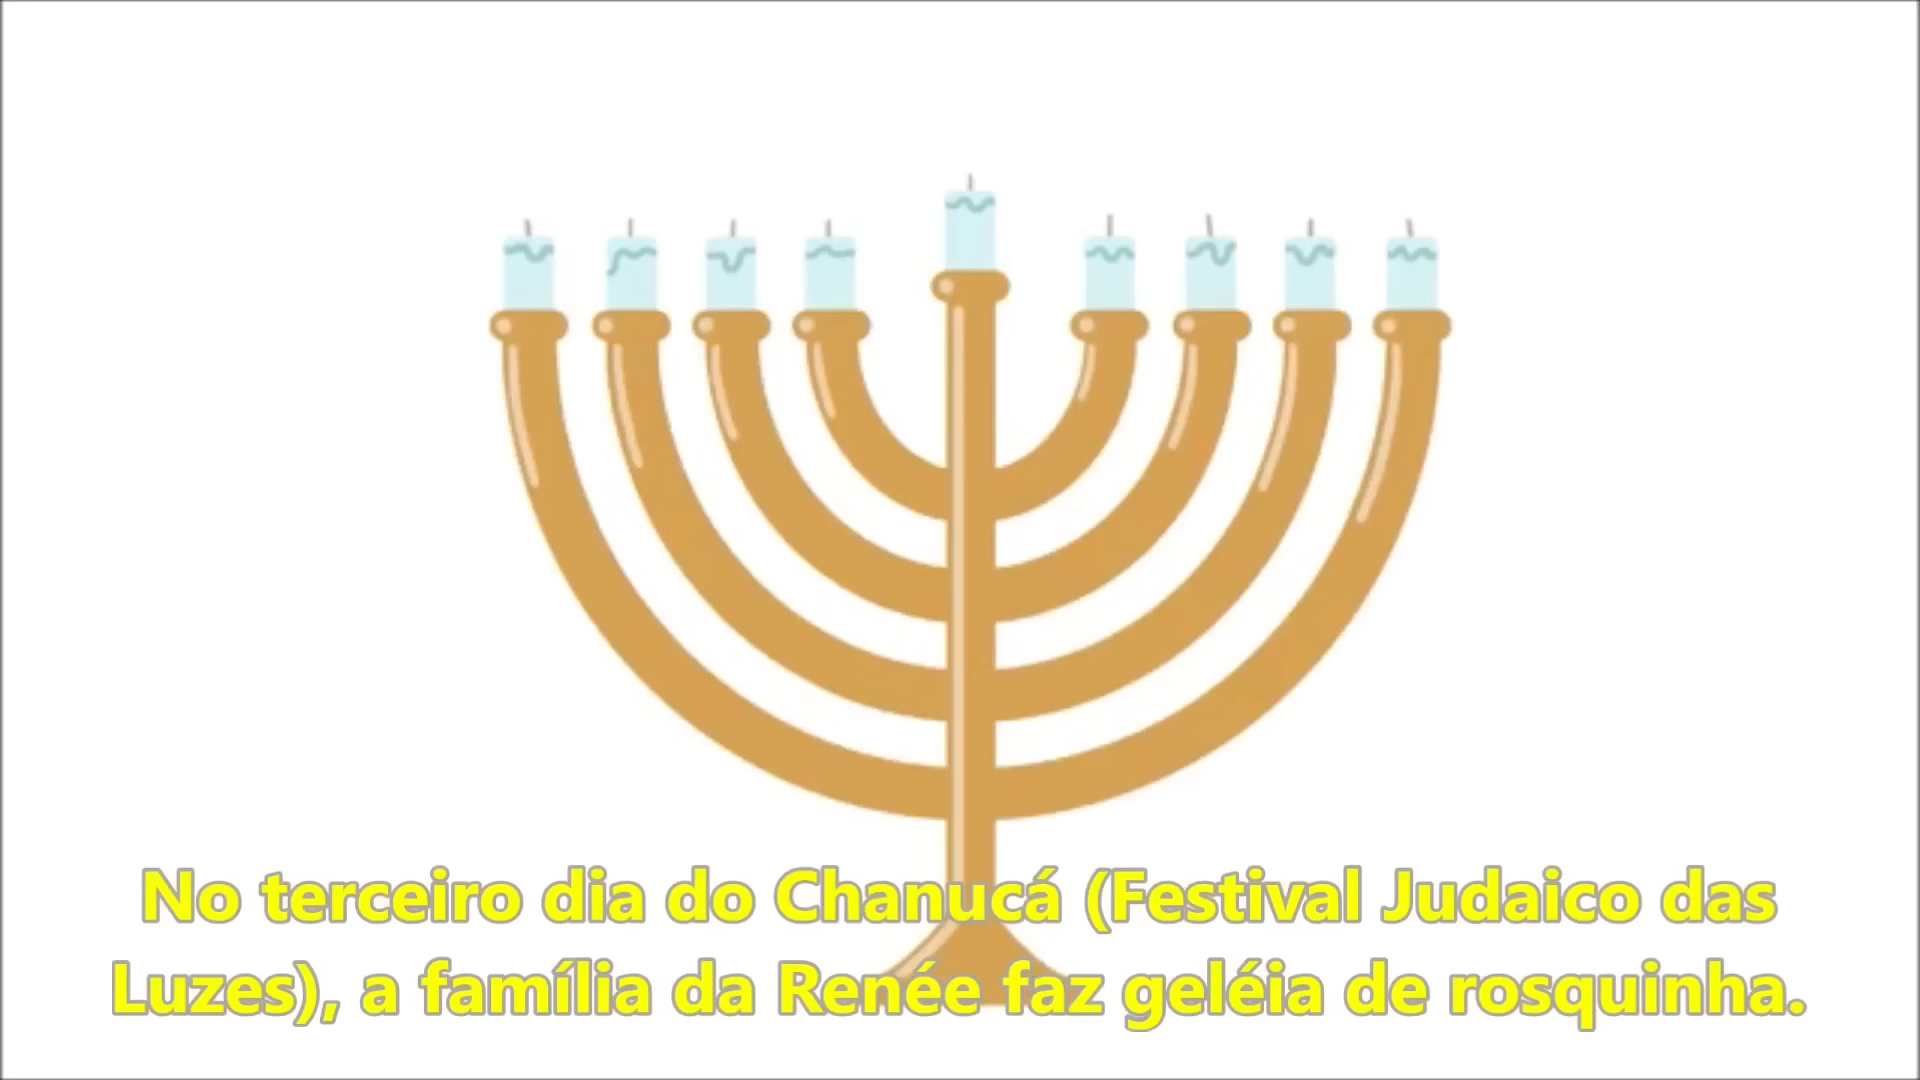 No terceiro dia do Chanucá (Festival Judaico das
Luzes), a família da Renée faz geléia de rosquinha.